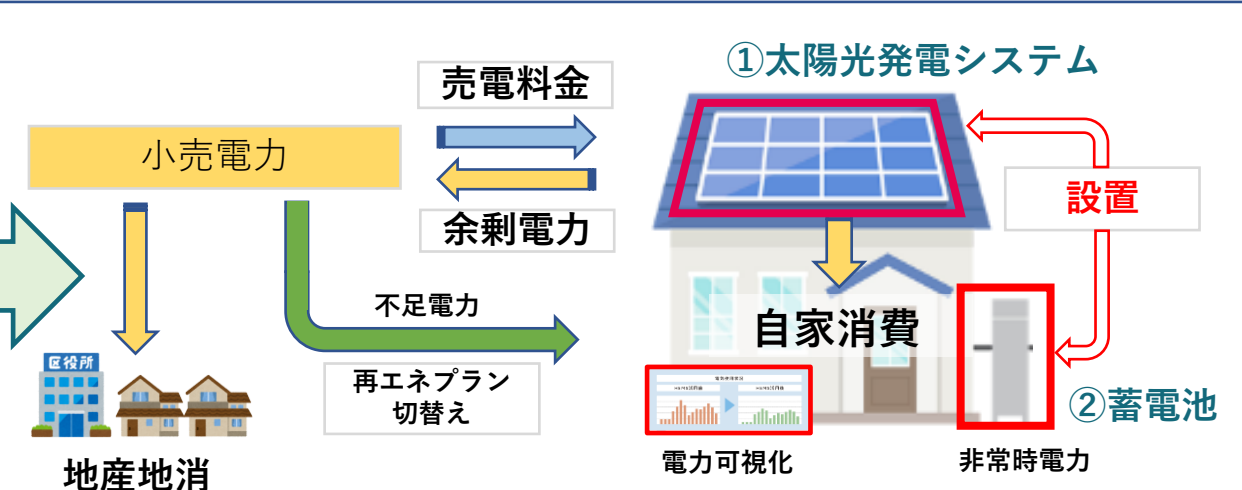 ①太陽光発電システム
売電料金
小売電力
設置
余剰電力
不足電力
自家消費
区役所
再エネプラン
切替え
②蓄電池
電力可視化
非常時電力
地産地消